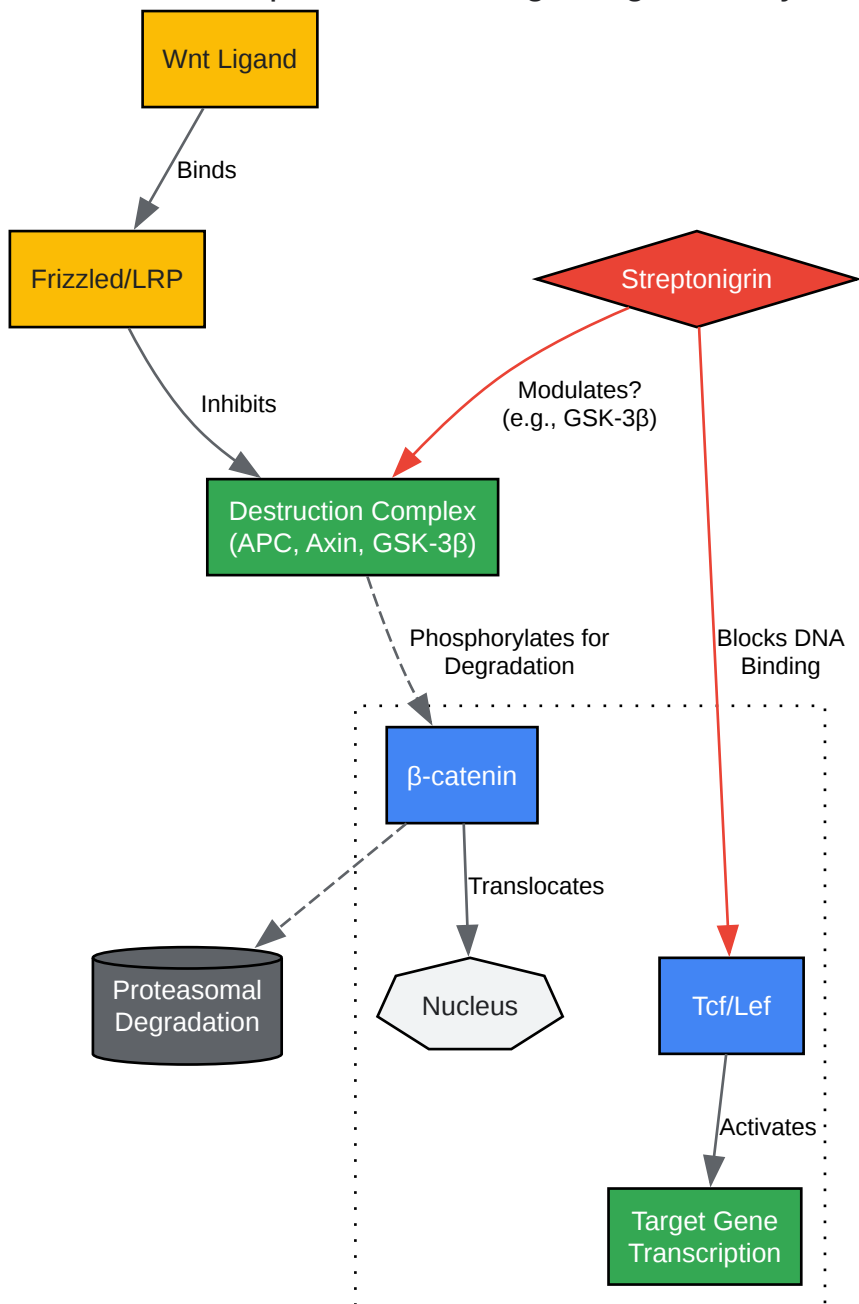 Wnt Ligand
Binds
Frizzled/LRP
Streptonigrin
Inhibits
Modulates?
(e.g., GSK-3β)
Destruction Complex
(APC, Axin, GSK-3β)
Phosphorylates for
Degradation
Blocks DNA
Binding
β-catenin
Translocates
Proteasomal
Degradation
Nucleus
Tcf/Lef
Activates
Target Gene
Transcription